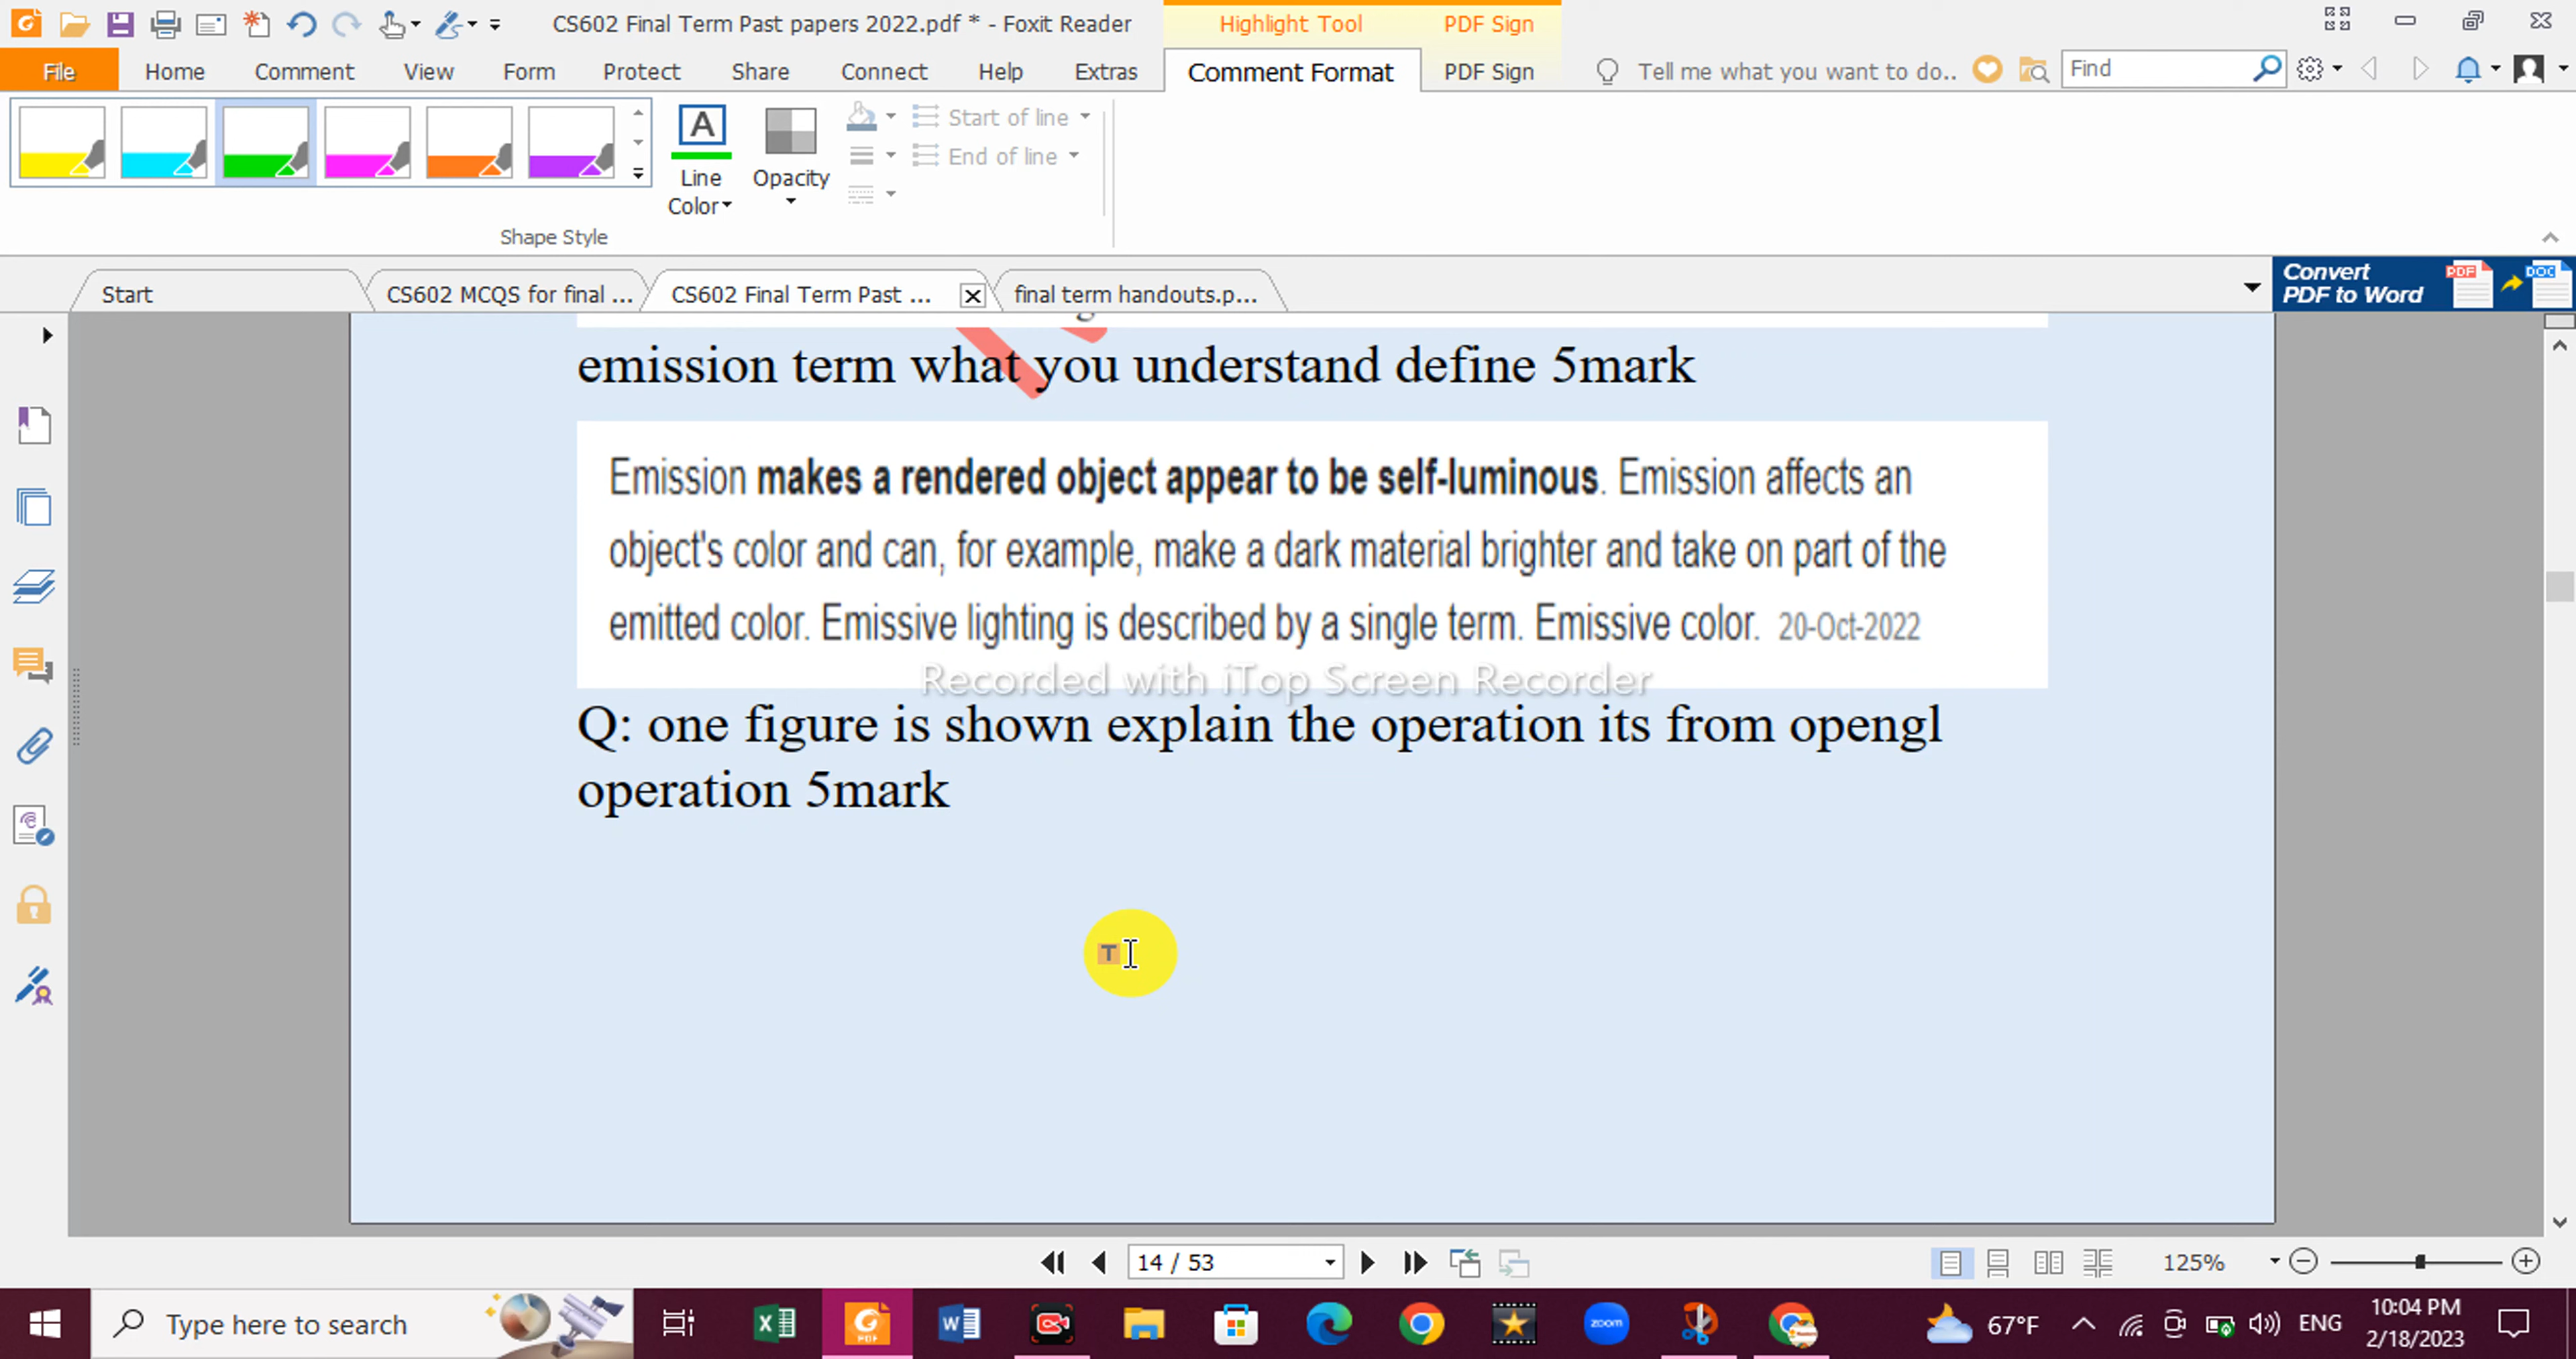 CS602 Final Term Past papers 2022.pdf * - Foxit Reader
Highlight Tool
PDF Sign
File Home Comment View Form Protect Share Connect Help Extras Comment Format PDF Sign Tell me what you want to do.. Find
A
Line Color
Opacity
Start of line
End of line
Shape Style
Start
CS602 MCQS for final ...
CS602 Final Term Past ...
final term handouts.p...
Convert PDF to Word
PDF
DOC
emission term what you understand define 5mark
Emission makes a rendered object appear to be self-luminous. Emission affects an
object's color and can, for example, make a dark material brighter and take on part of the
emitted color. Emissive lighting is described by a single term. Emissive color. 20-Oct-2022
Recorded with iTop Screen Recorder
Q: one figure is shown explain the operation its from opengl
operation 5mark
T
14 / 53
125%
Type here to search
PDF
zoom
67°F
ENG
10:04 PM
2/18/2023